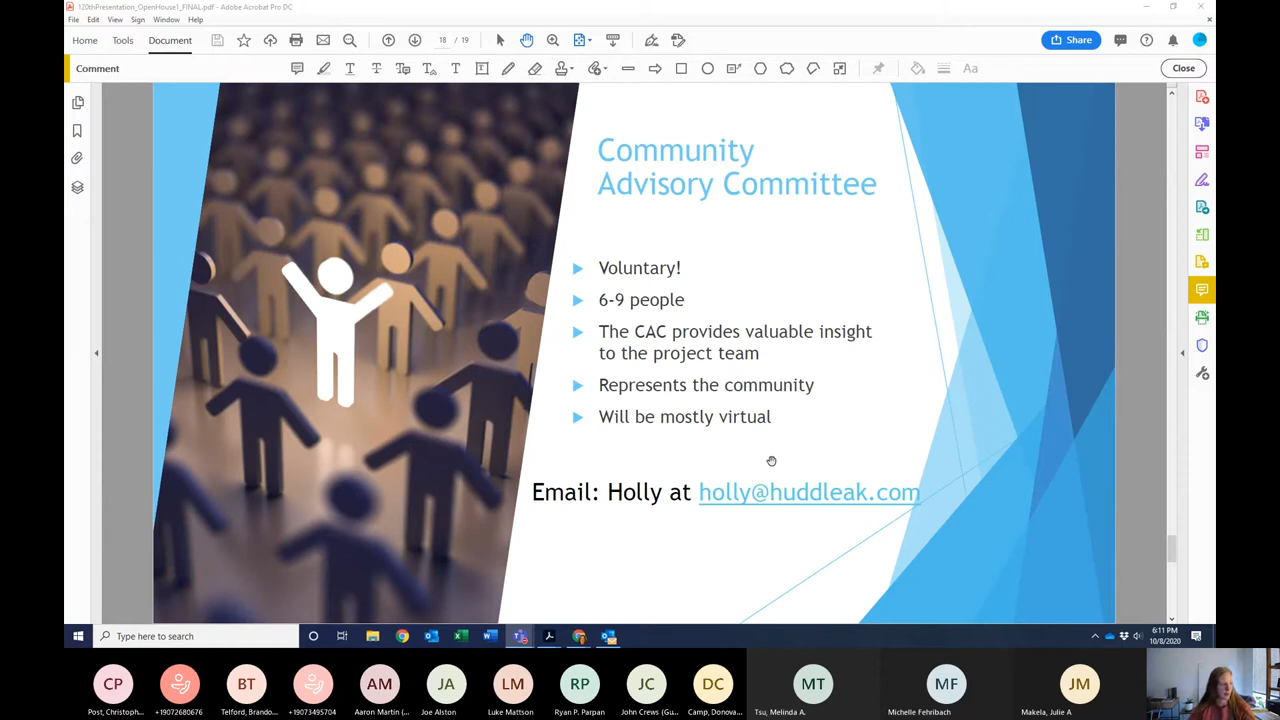 120thPresentation_OpenHouse1_FINAL.pdf - Adobe Acrobat Pro DC
File Edit View Sign Window Help
Home Tools Document 18 / 19 Share
Comment Aa Close
Community
Advisory Committee
Voluntary!
6-9 people
The CAC provides valuable insight
to the project team
Represents the community
Will be mostly virtual
Email: Holly at holly@huddleak.com
Type here to search
6:11 PM
10/8/2020
CP BT AM JA LM RP JC DC MT MF JM
Post, Christoph... +19072680676 Telford, Brando... +19073495704 Aaron Martin (... Joe Alston Luke Mattson Ryan P. Parpan John Crews (Gu... Camp, Donova... Tsu, Melinda A. Michelle Fehribach Makela, Julie A